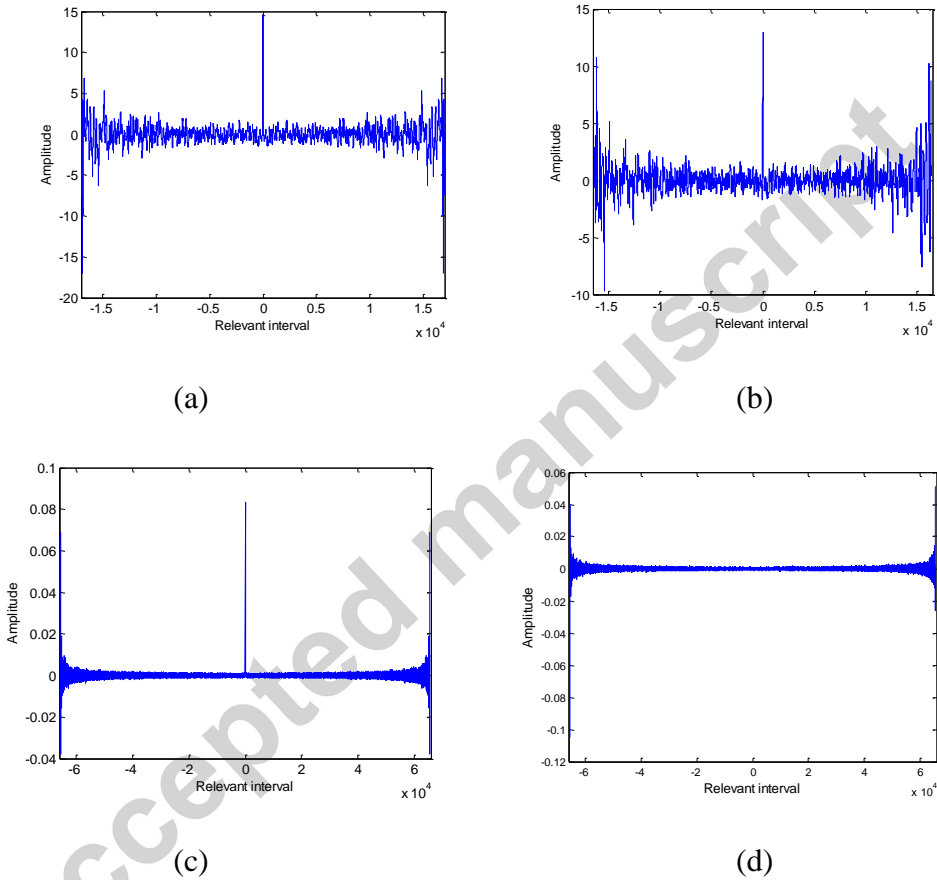 15
10
5
0
-5
-10
-15
-20
Amplitude
-1.5 -1 -0.5 0 0.5 1 1.5
Relevant interval
x 10^4
(a)
15
10
5
0
-5
-10
Amplitude
-1.5 -1 -0.5 0 0.5 1 1.5
Relevant interval
x 10^4
(b)
0.1
0.08
0.06
0.04
0.02
0
-0.02
-0.04
Amplitude
-6 -4 -2 0 2 4 6
Relevant interval
x 10^4
(c)
0.06
0.04
0.02
0
-0.02
-0.04
-0.06
-0.08
-0.1
-0.12
Amplitude
-6 -4 -2 0 2 4 6
Relevant interval
x 10^4
(d)
ccepted manuscript